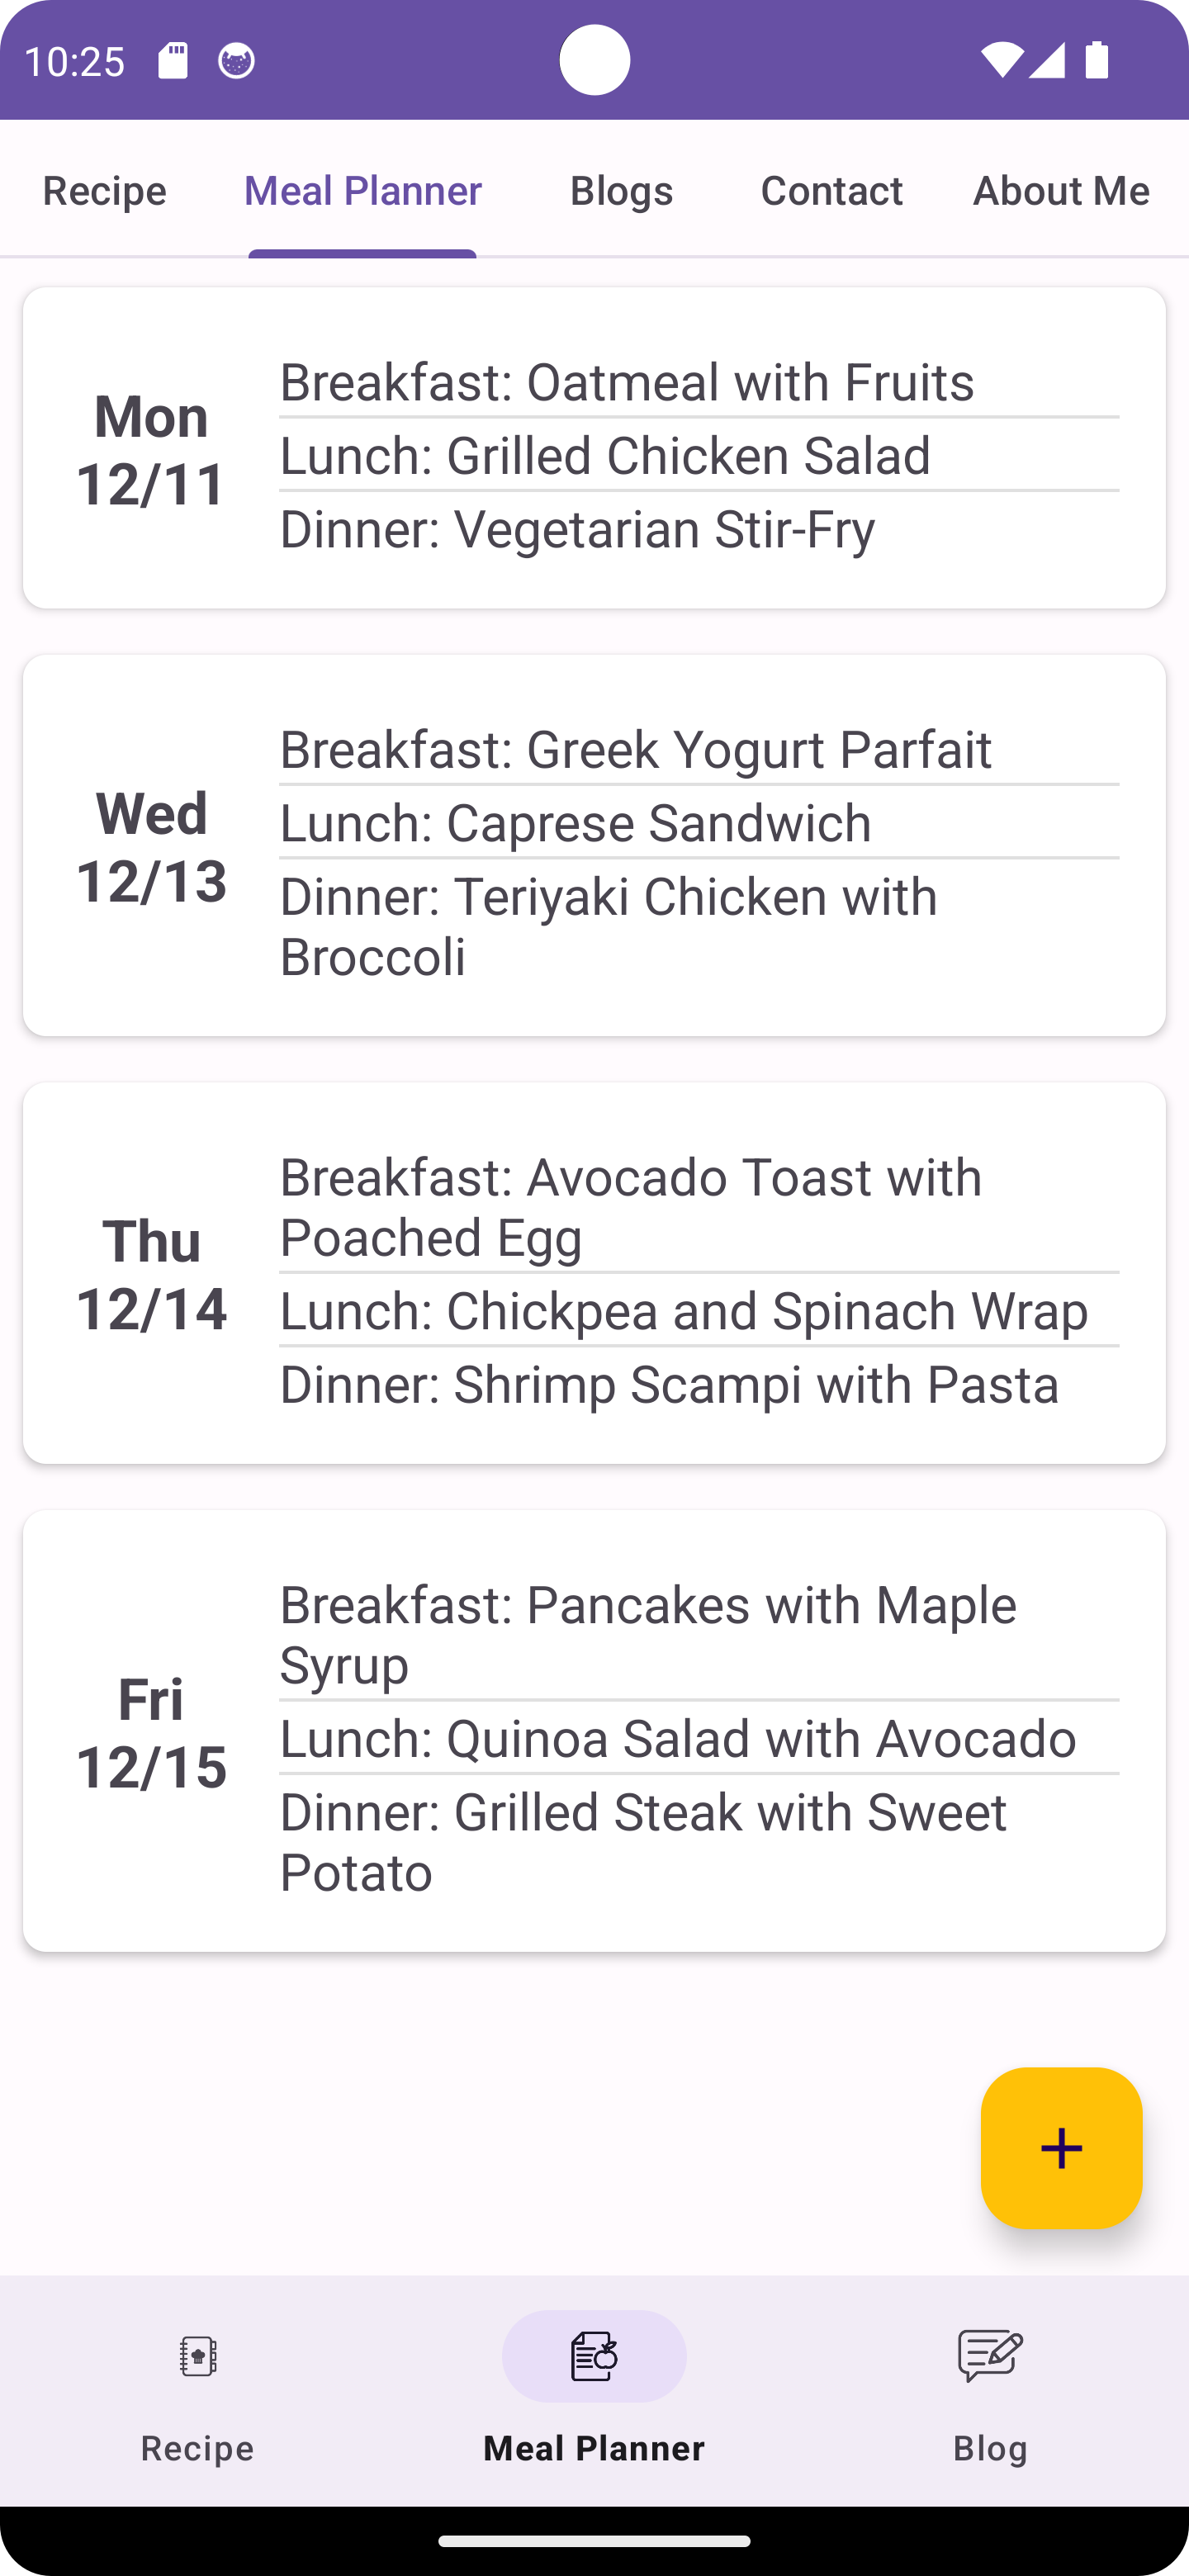 10:25
Recipe Meal Planner Blogs Contact About Me
Mon
12/11
Breakfast: Oatmeal with Fruits
Lunch: Grilled Chicken Salad
Dinner: Vegetarian Stir-Fry
Wed
12/13
Breakfast: Greek Yogurt Parfait
Lunch: Caprese Sandwich
Dinner: Teriyaki Chicken with
Broccoli
Thu
12/14
Breakfast: Avocado Toast with
Poached Egg
Lunch: Chickpea and Spinach Wrap
Dinner: Shrimp Scampi with Pasta
Fri
12/15
Breakfast: Pancakes with Maple
Syrup
Lunch: Quinoa Salad with Avocado
Dinner: Grilled Steak with Sweet
Potato
Recipe Meal Planner Blog